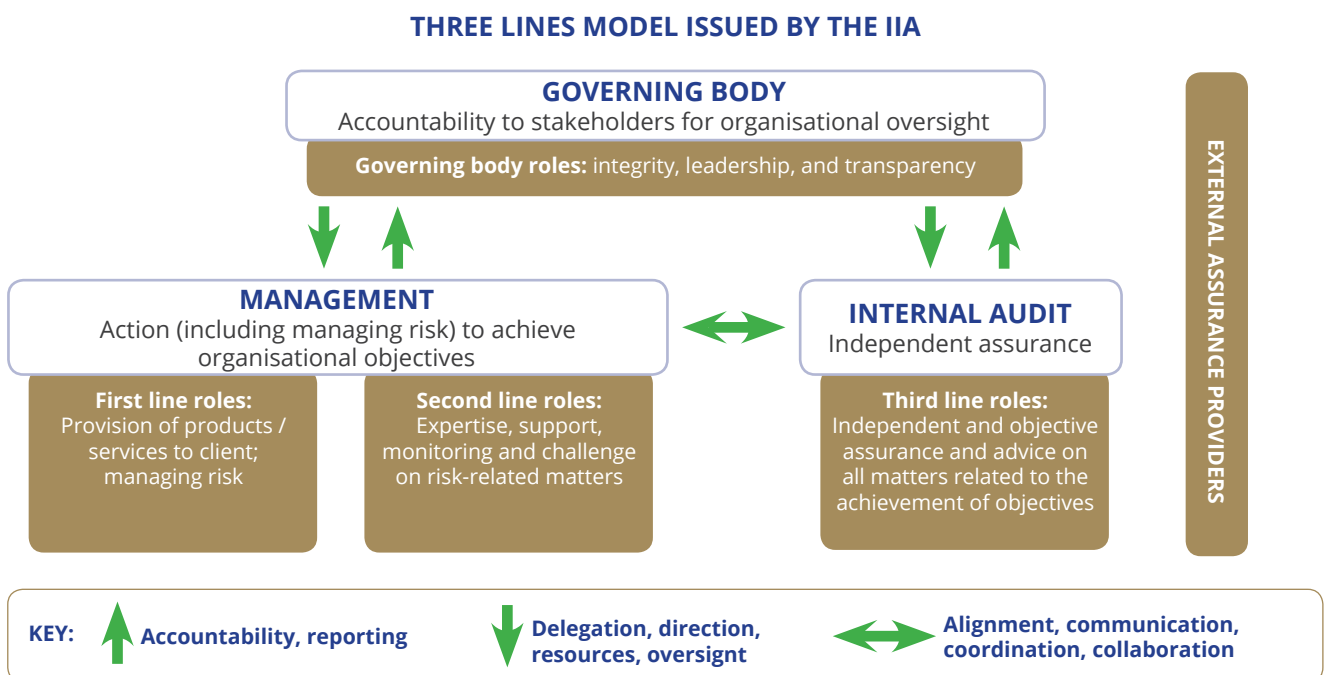 THREE LINES MODEL ISSUED BY THE IIA
GOVERNING BODY
Accountability to stakeholders for organisational oversight
Governing body roles: integrity, leadership, and transparency
MANAGEMENT
Action (including managing risk) to achieve
organisational objectives
INTERNAL AUDIT
Independent assurance
First line roles:
Provision of products /
services to client;
managing risk
Second line roles:
Expertise, support,
monitoring and challenge
on risk-related matters
Third line roles:
Independent and objective
assurance and advice on
all matters related to the
achievement of objectives
EXTERNAL ASSURANCE PROVIDERS
KEY:
Accountability, reporting
Delegation, direction,
resources, oversignt
Alignment, communication,
coordination, collaboration